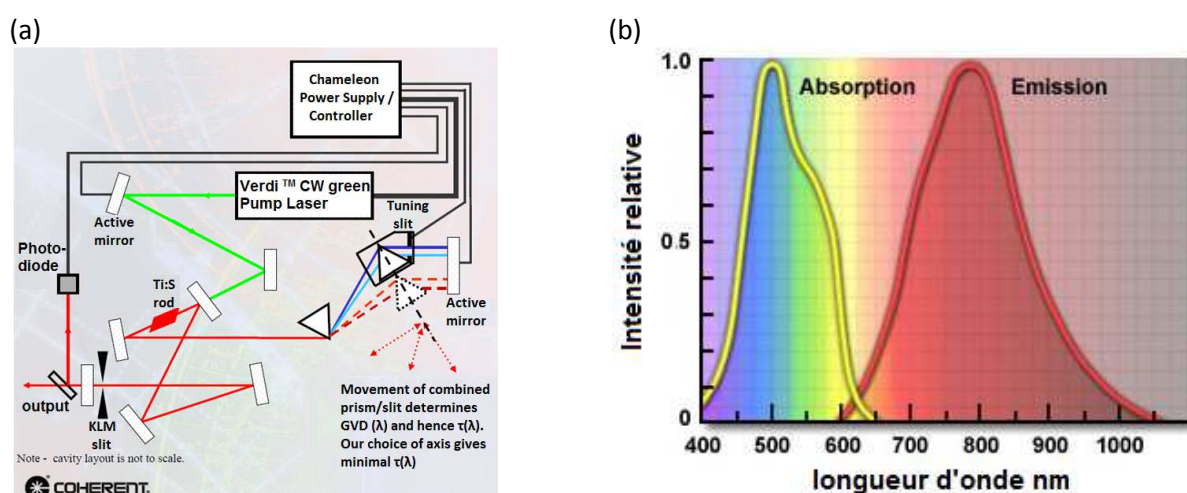 (a)
Chameleon
Power Supply /
Controller
Verdi ™ CW green
Pump Laser
Active
mirror
Tuning
slit
Photo-
diode
Ti:S
rod
Active
mirror
output
KLM
slit
Movement of combined
prism/slit determines
GVD (λ) and hence τ(λ).
Our choice of axis gives
minimal τ(λ)
Note - cavity layout is not to scale.
COHERENT.
(b)
1.0
Absorption
Emission
0.5
0
Intensité relative
400 500 600 700 800 900 1000
longueur d'onde nm